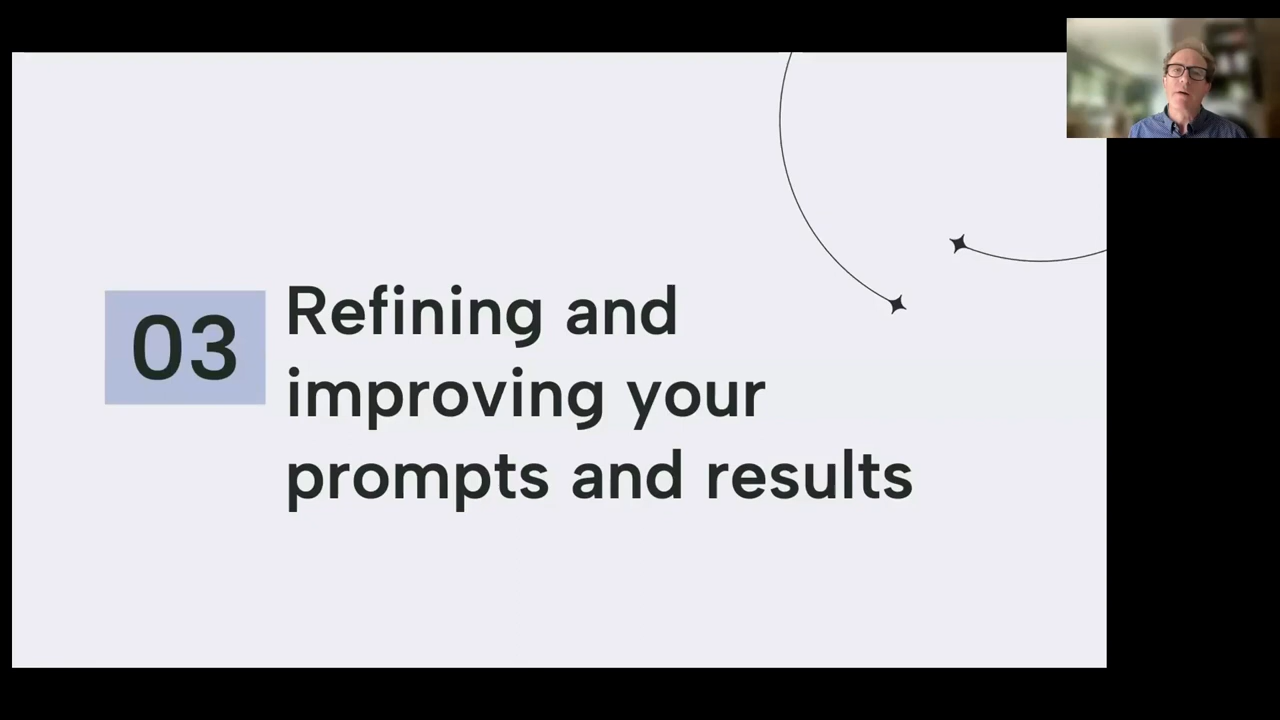 03
Refining and
improving your
prompts and results